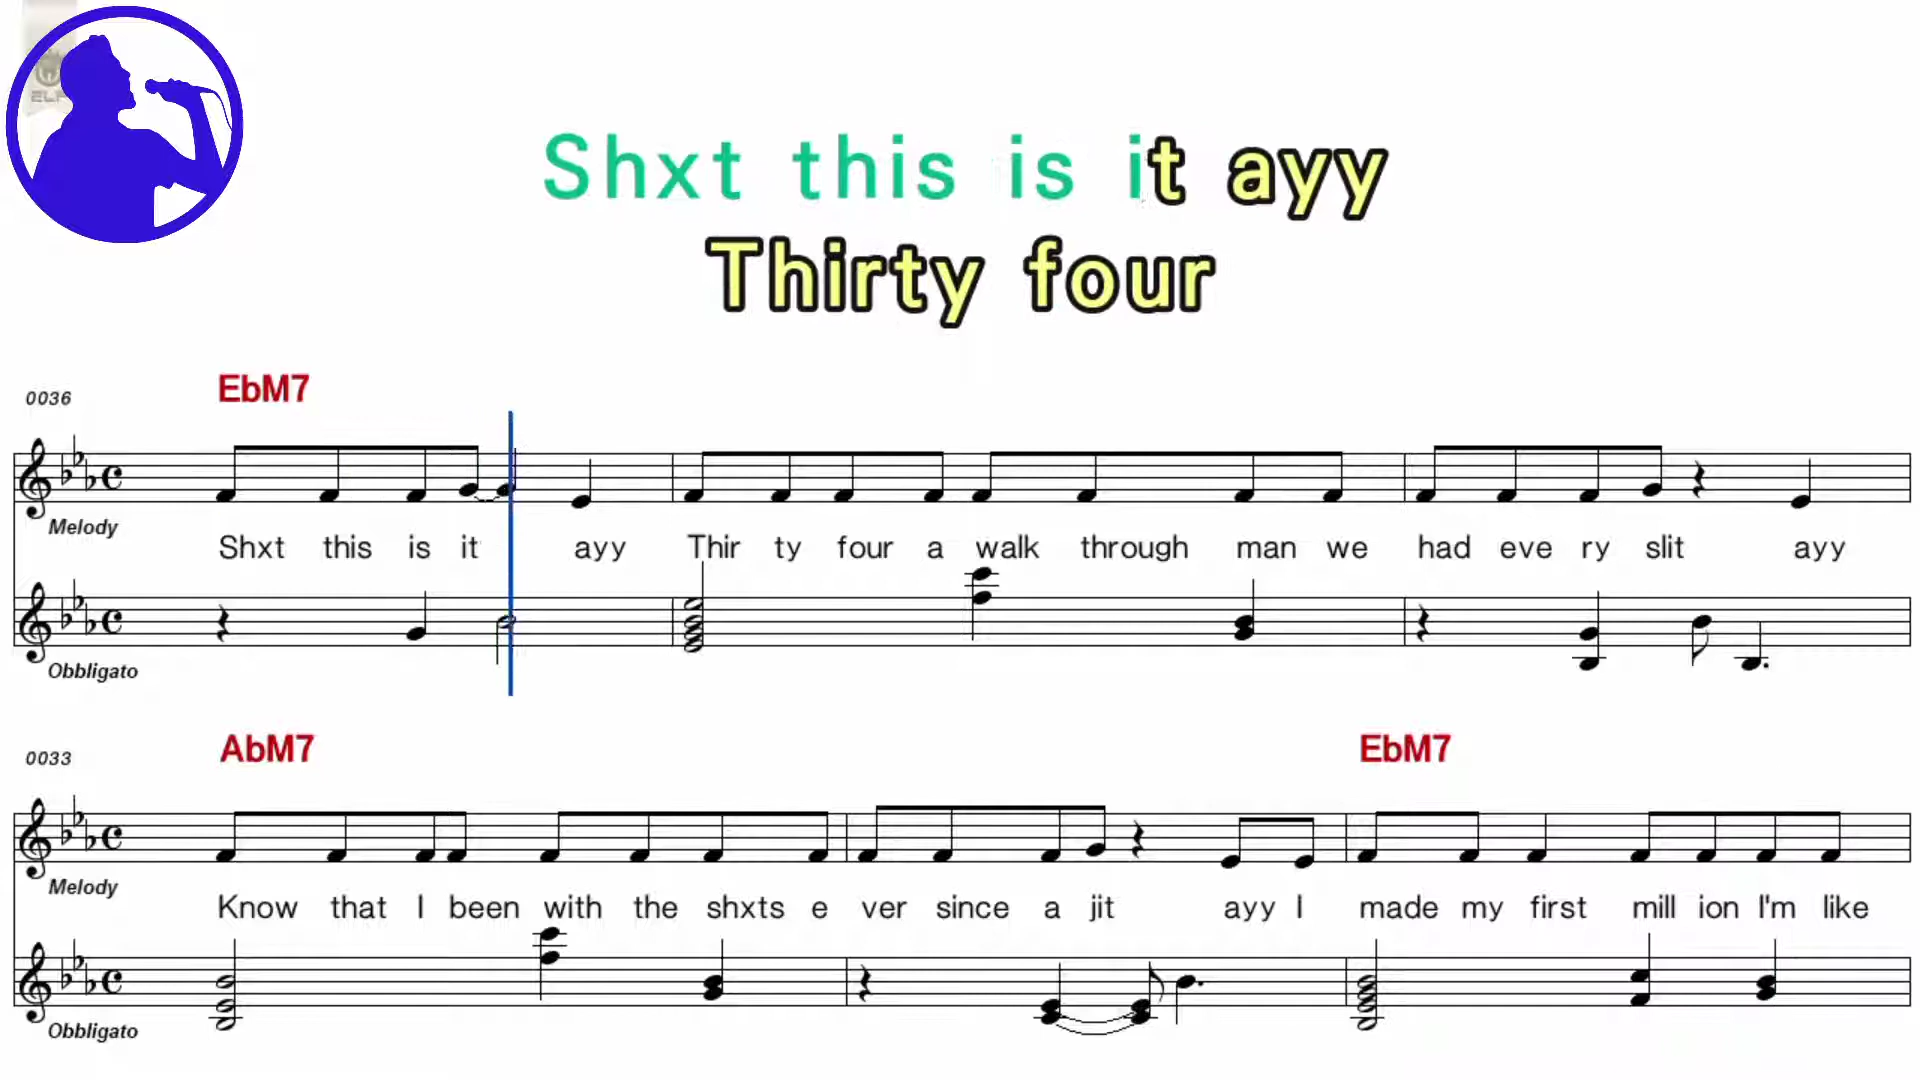 ELF
Shxt this is it ayy
Thirty four
0036
EbM7
Melody
Shxt this is it ayy Thir ty four a walk through man we had eve ry slit ayy
Obbligato
0033
AbM7 EbM7
Melody
Know that I been with the shxts e ver since a jit ayy I made my first mill ion I'm like
Obbligato